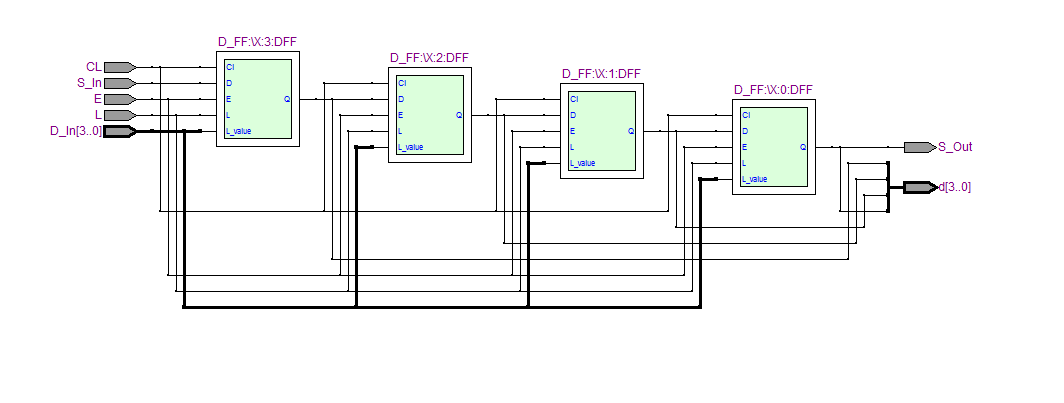 D_FF:\X:3:DFF
D_FF:\X:2:DFF
D_FF:\X:1:DFF
D_FF:\X:0:DFF
CL
S_In
E
L
D_In[3..0]
Cl
D
E
L
L_value
Q
Cl
D
E
L
L_value
Q
Cl
D
E
L
L_value
Q
Cl
D
E
L
L_value
Q
S_Out
d[3..0]